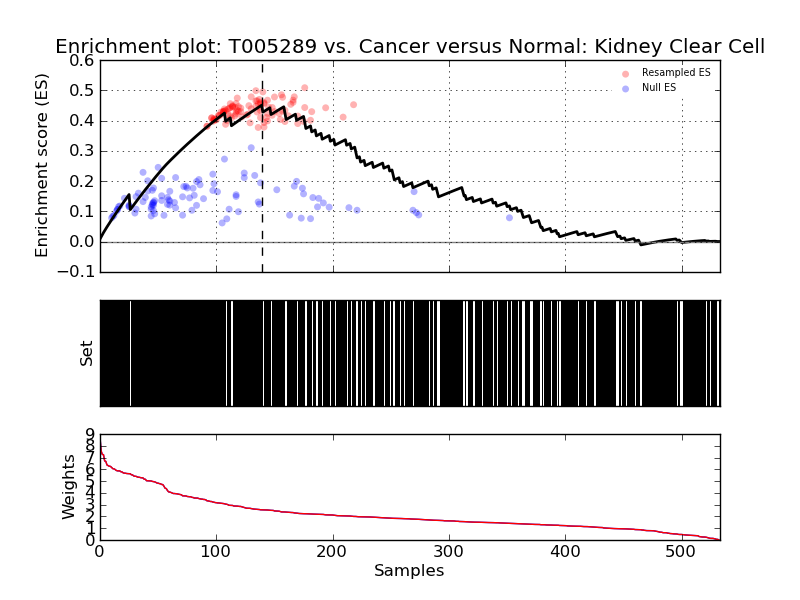 Enrichment plot: T005289 vs. Cancer versus Normal: Kidney Clear Cell
0.6
0.5
0.4
0.3
0.2
0.1
0.0
−0.1
Enrichment score (ES)
Resampled ES
Null ES
Set
9
8
7
6
5
4
3
2
1
0
Weights
0 100 200 300 400 500
Samples